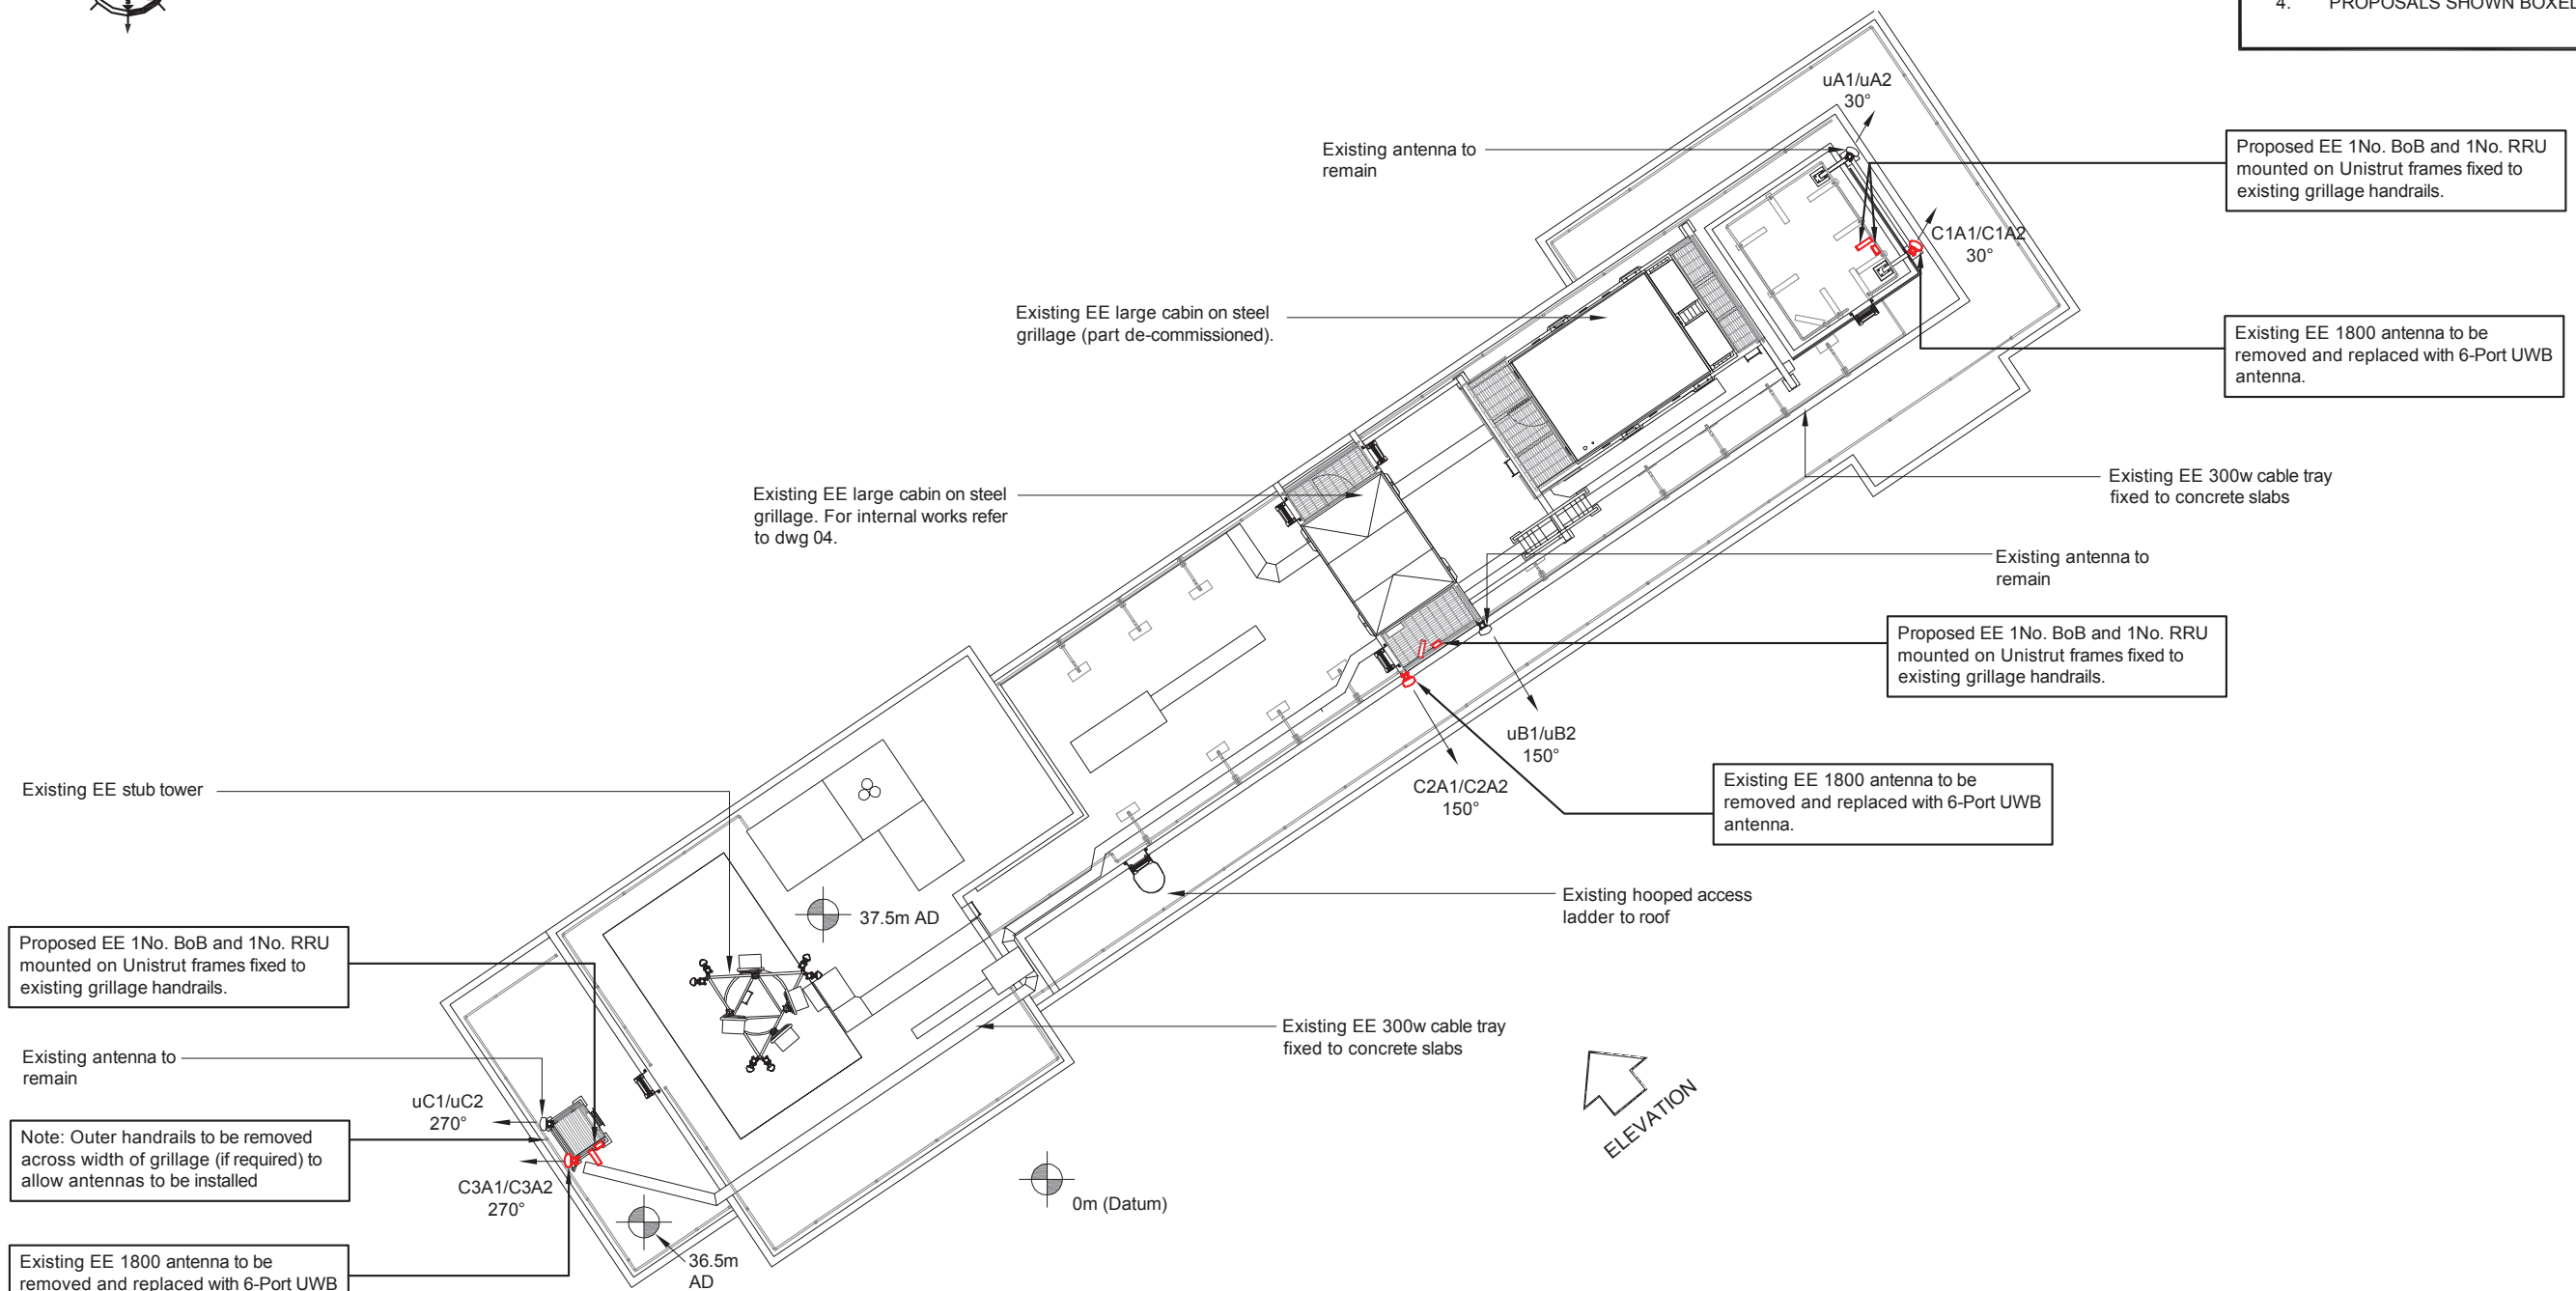 4. PROPOSALS SHOWN BOXED
uA1/uA2
30°
Existing antenna to
remain
Proposed EE 1No. BoB and 1No. RRU
mounted on Unistrut frames fixed to
existing grillage handrails.
C1A1/C1A2
30°
Existing EE large cabin on steel
grillage (part de-commissioned).
Existing EE 1800 antenna to be
removed and replaced with 6-Port UWB
antenna.
Existing EE large cabin on steel
grillage. For internal works refer
to dwg 04.
Existing EE 300w cable tray
fixed to concrete slabs
Existing antenna to
remain
Proposed EE 1No. BoB and 1No. RRU
mounted on Unistrut frames fixed to
existing grillage handrails.
uB1/uB2
150°
C2A1/C2A2
150°
Existing EE 1800 antenna to be
removed and replaced with 6-Port UWB
antenna.
Existing EE stub tower
Existing hooped access
ladder to roof
37.5m AD
Proposed EE 1No. BoB and 1No. RRU
mounted on Unistrut frames fixed to
existing grillage handrails.
Existing EE 300w cable tray
fixed to concrete slabs
Existing antenna to
remain
uC1/uC2
270°
ELEVATION
Note: Outer handrails to be removed
across width of grillage (if required) to
allow antennas to be installed
C3A1/C3A2
270°
0m (Datum)
36.5m
AD
Existing EE 1800 antenna to be
removed and replaced with 6-Port UWB